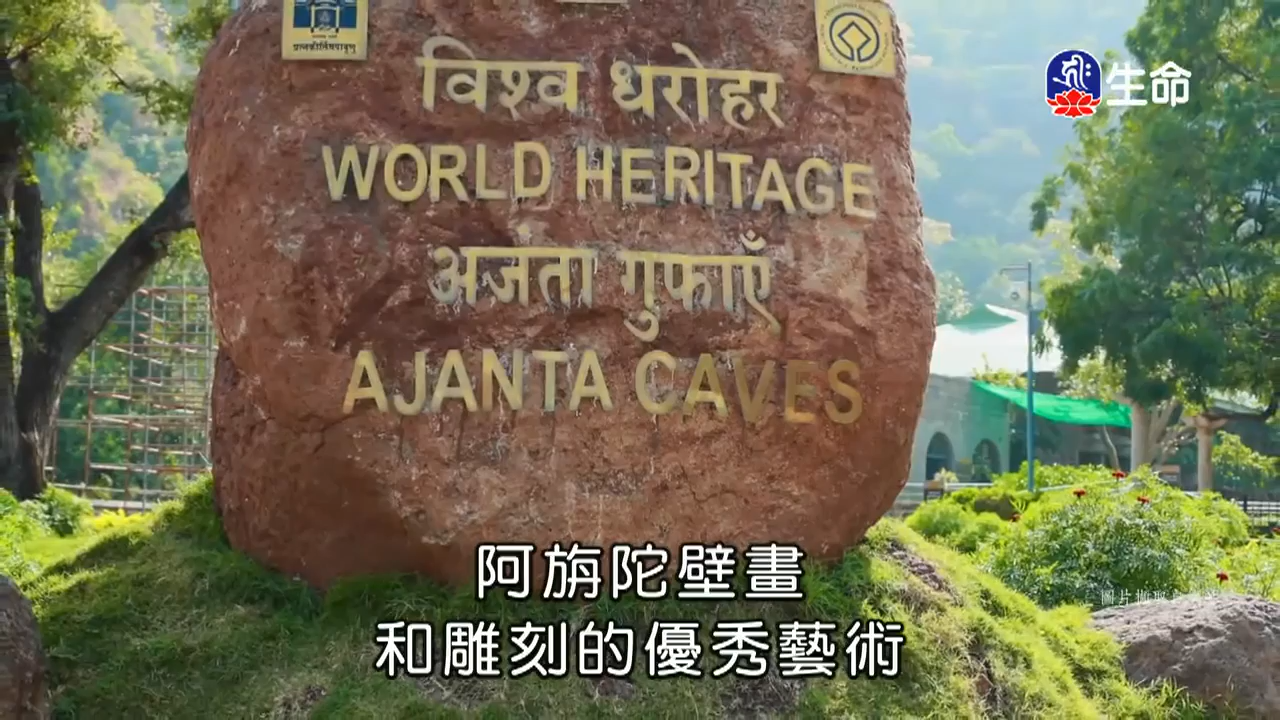 विश्व धरोहर
WORLD HERITAGE
अजंता गुफाएँ
AJANTA CAVES
生命
阿旃陀壁畫
和雕刻的優秀藝術